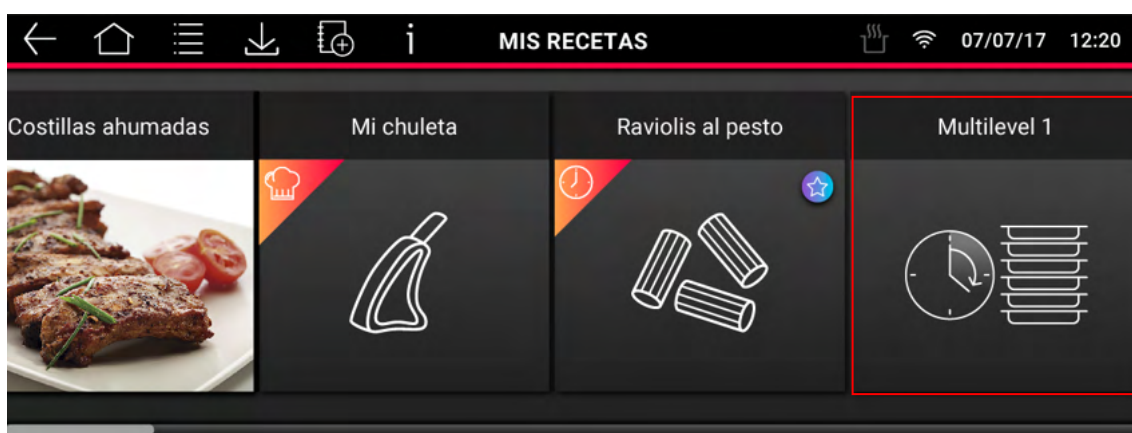 MIS RECETAS 07/07/17 12:20
Costillas ahumadas
Mi chuleta
Raviolis al pesto
Multilevel 1